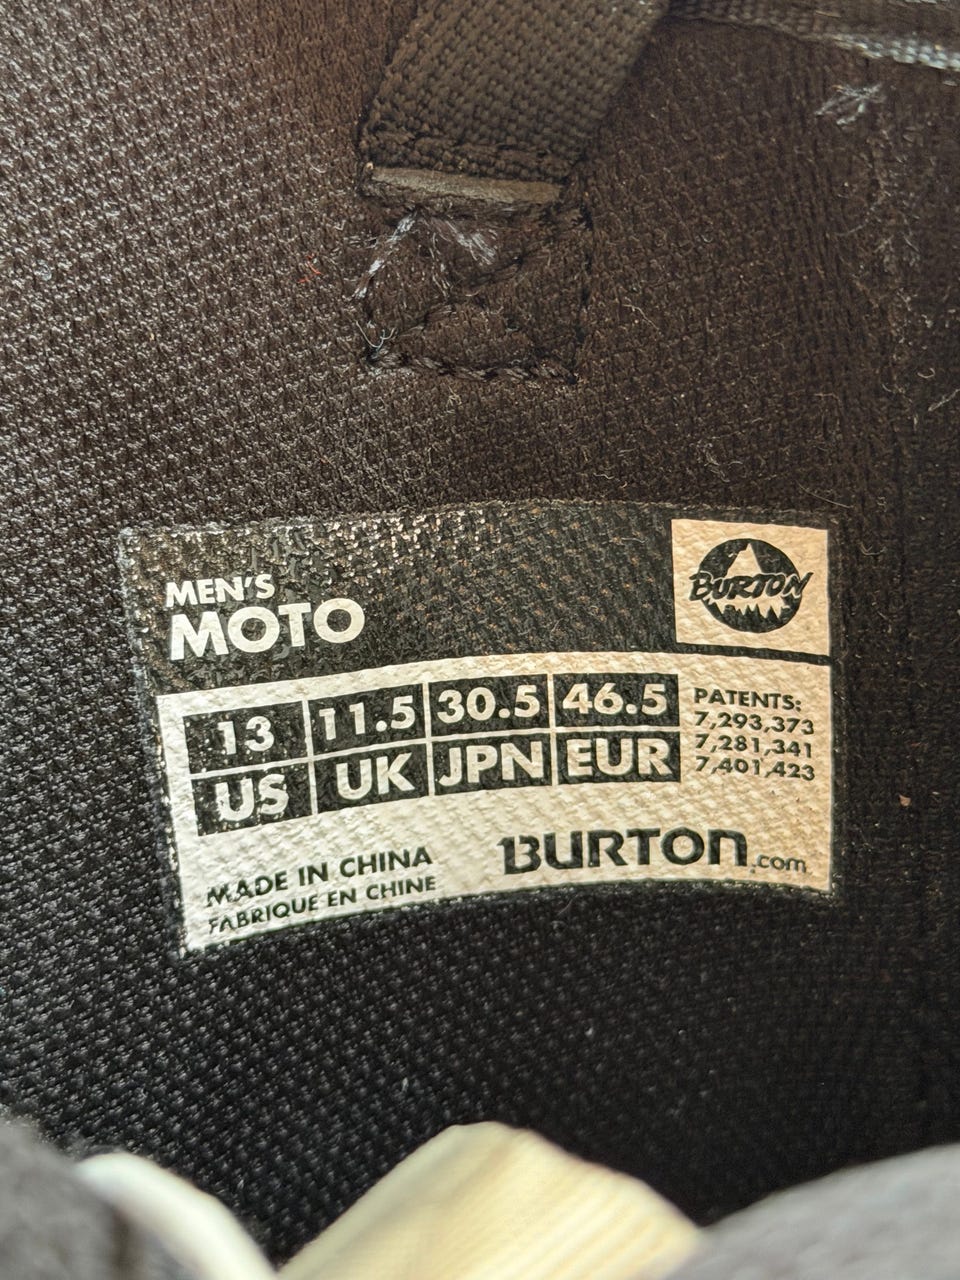 MEN'S
MOTO
BURTON
13 11.5 30.5 46.5
US UK JPN EUR
PATENTS:
7,293,373
7,281,341
7,401,423
MADE IN CHINA
FABRIQUE EN CHINE
BURTON.com